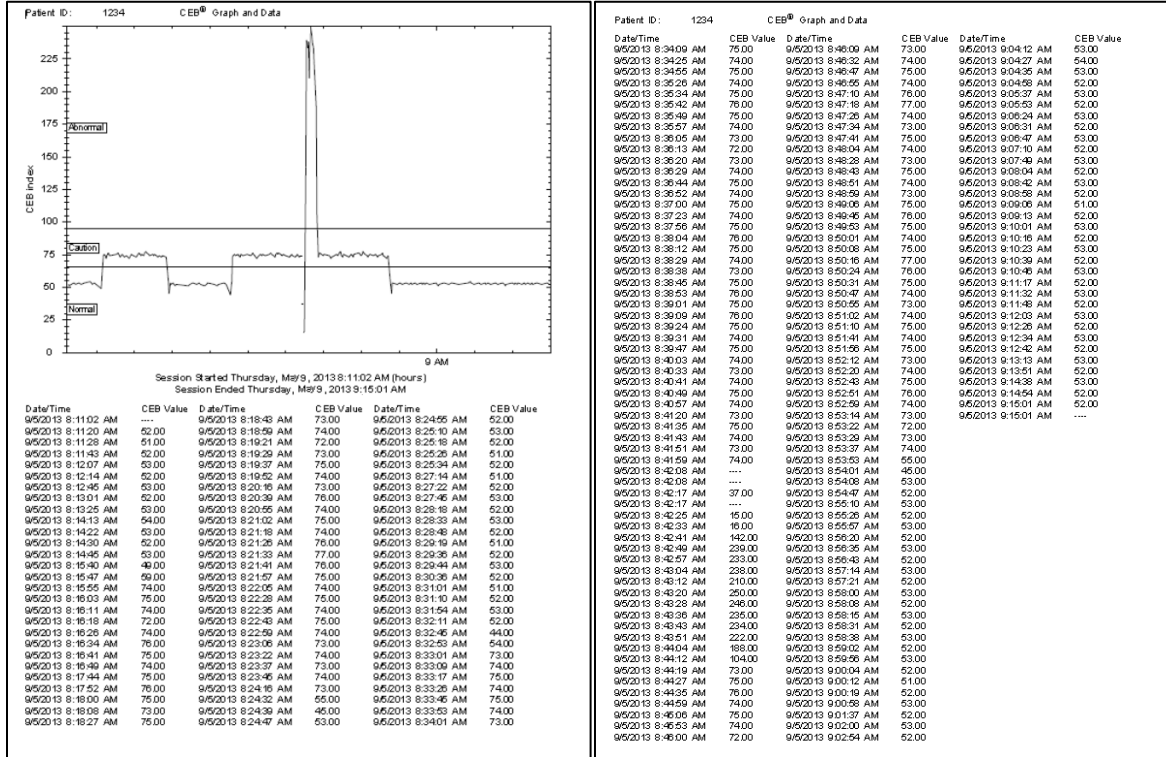 Patient ID: 1234 CEB® Graph and Data
225
200
175
150
125
100
75
50
25
0
CEB index
Abnormal
Caution
Normal
9 AM
Session Started Thursday, May 9, 2013 8:11:02 AM (hours)
Session Ended Thursday, May 9, 2013 9:15:01 AM
Date/Time CEB Value Date/Time CEB Value Date/Time CEB Value
9/5/2013 8:11:02 AM ---- 9/5/2013 8:18:43 AM 73.00 9/5/2013 8:24:55 AM 52.00
9/5/2013 8:11:20 AM 52.00 9/5/2013 8:18:59 AM 74.00 9/5/2013 8:25:10 AM 53.00
9/5/2013 8:11:28 AM 51.00 9/5/2013 8:19:21 AM 72.00 9/5/2013 8:25:18 AM 52.00
9/5/2013 8:11:43 AM 52.00 9/5/2013 8:19:29 AM 73.00 9/5/2013 8:25:26 AM 51.00
9/5/2013 8:12:07 AM 53.00 9/5/2013 8:19:37 AM 75.00 9/5/2013 8:25:34 AM 52.00
9/5/2013 8:12:14 AM 52.00 9/5/2013 8:19:52 AM 74.00 9/5/2013 8:27:14 AM 51.00
9/5/2013 8:12:45 AM 53.00 9/5/2013 8:20:16 AM 73.00 9/5/2013 8:27:22 AM 52.00
9/5/2013 8:13:01 AM 52.00 9/5/2013 8:20:39 AM 76.00 9/5/2013 8:27:45 AM 53.00
9/5/2013 8:13:25 AM 53.00 9/5/2013 8:20:55 AM 74.00 9/5/2013 8:28:18 AM 52.00
9/5/2013 8:14:13 AM 54.00 9/5/2013 8:21:02 AM 75.00 9/5/2013 8:28:33 AM 53.00
9/5/2013 8:14:22 AM 53.00 9/5/2013 8:21:18 AM 74.00 9/5/2013 8:28:48 AM 52.00
9/5/2013 8:14:30 AM 52.00 9/5/2013 8:21:26 AM 76.00 9/5/2013 8:29:19 AM 51.00
9/5/2013 8:14:45 AM 53.00 9/5/2013 8:21:33 AM 77.00 9/5/2013 8:29:36 AM 52.00
9/5/2013 8:15:40 AM 49.00 9/5/2013 8:21:41 AM 76.00 9/5/2013 8:29:44 AM 53.00
9/5/2013 8:15:47 AM 59.00 9/5/2013 8:21:57 AM 75.00 9/5/2013 8:30:36 AM 52.00
9/5/2013 8:15:55 AM 74.00 9/5/2013 8:22:05 AM 74.00 9/5/2013 8:31:01 AM 51.00
9/5/2013 8:16:03 AM 75.00 9/5/2013 8:22:28 AM 75.00 9/5/2013 8:31:10 AM 52.00
9/5/2013 8:16:11 AM 74.00 9/5/2013 8:22:35 AM 74.00 9/5/2013 8:31:54 AM 53.00
9/5/2013 8:16:18 AM 72.00 9/5/2013 8:22:43 AM 75.00 9/5/2013 8:32:11 AM 52.00
9/5/2013 8:16:26 AM 74.00 9/5/2013 8:22:59 AM 74.00 9/5/2013 8:32:45 AM 44.00
9/5/2013 8:16:34 AM 76.00 9/5/2013 8:23:06 AM 73.00 9/5/2013 8:32:53 AM 54.00
9/5/2013 8:16:41 AM 75.00 9/5/2013 8:23:22 AM 74.00 9/5/2013 8:33:01 AM 73.00
9/5/2013 8:16:49 AM 74.00 9/5/2013 8:23:37 AM 73.00 9/5/2013 8:33:09 AM 74.00
9/5/2013 8:17:44 AM 75.00 9/5/2013 8:23:45 AM 74.00 9/5/2013 8:33:17 AM 75.00
9/5/2013 8:17:52 AM 76.00 9/5/2013 8:24:16 AM 73.00 9/5/2013 8:33:26 AM 74.00
9/5/2013 8:18:00 AM 75.00 9/5/2013 8:24:32 AM 55.00 9/5/2013 8:33:45 AM 75.00
9/5/2013 8:18:08 AM 73.00 9/5/2013 8:24:39 AM 45.00 9/5/2013 8:33:53 AM 74.00
9/5/2013 8:18:27 AM 75.00 9/5/2013 8:24:47 AM 53.00 9/5/2013 8:34:01 AM 73.00
Patient ID: 1234 CEB® Graph and Data
Date/Time CEB Value Date/Time CEB Value Date/Time CEB Value
9/5/2013 8:34:09 AM 75.00 9/5/2013 8:46:09 AM 73.00 9/5/2013 9:04:12 AM 53.00
9/5/2013 8:34:25 AM 74.00 9/5/2013 8:46:32 AM 74.00 9/5/2013 9:04:27 AM 54.00
9/5/2013 8:34:55 AM 75.00 9/5/2013 8:46:47 AM 75.00 9/5/2013 9:04:35 AM 53.00
9/5/2013 8:35:26 AM 74.00 9/5/2013 8:46:55 AM 74.00 9/5/2013 9:04:58 AM 52.00
9/5/2013 8:35:34 AM 75.00 9/5/2013 8:47:10 AM 76.00 9/5/2013 9:05:37 AM 53.00
9/5/2013 8:35:42 AM 76.00 9/5/2013 8:47:18 AM 77.00 9/5/2013 9:05:53 AM 52.00
9/5/2013 8:35:49 AM 75.00 9/5/2013 8:47:26 AM 74.00 9/5/2013 9:06:24 AM 53.00
9/5/2013 8:35:57 AM 74.00 9/5/2013 8:47:34 AM 73.00 9/5/2013 9:06:31 AM 52.00
9/5/2013 8:36:05 AM 73.00 9/5/2013 8:47:41 AM 75.00 9/5/2013 9:06:47 AM 53.00
9/5/2013 8:36:13 AM 72.00 9/5/2013 8:48:04 AM 74.00 9/5/2013 9:07:10 AM 52.00
9/5/2013 8:36:20 AM 73.00 9/5/2013 8:48:28 AM 73.00 9/5/2013 9:07:49 AM 53.00
9/5/2013 8:36:29 AM 74.00 9/5/2013 8:48:43 AM 75.00 9/5/2013 9:08:04 AM 52.00
9/5/2013 8:36:44 AM 75.00 9/5/2013 8:48:51 AM 74.00 9/5/2013 9:08:42 AM 53.00
9/5/2013 8:36:52 AM 74.00 9/5/2013 8:48:59 AM 73.00 9/5/2013 9:08:58 AM 52.00
9/5/2013 8:37:00 AM 75.00 9/5/2013 8:49:06 AM 75.00 9/5/2013 9:09:06 AM 51.00
9/5/2013 8:37:23 AM 74.00 9/5/2013 8:49:45 AM 76.00 9/5/2013 9:09:13 AM 52.00
9/5/2013 8:37:56 AM 75.00 9/5/2013 8:49:53 AM 75.00 9/5/2013 9:10:01 AM 53.00
9/5/2013 8:38:04 AM 76.00 9/5/2013 8:50:01 AM 74.00 9/5/2013 9:10:16 AM 52.00
9/5/2013 8:38:12 AM 75.00 9/5/2013 8:50:08 AM 75.00 9/5/2013 9:10:23 AM 53.00
9/5/2013 8:38:29 AM 74.00 9/5/2013 8:50:16 AM 77.00 9/5/2013 9:10:39 AM 52.00
9/5/2013 8:38:38 AM 73.00 9/5/2013 8:50:24 AM 76.00 9/5/2013 9:10:46 AM 53.00
9/5/2013 8:38:45 AM 75.00 9/5/2013 8:50:31 AM 75.00 9/5/2013 9:11:17 AM 52.00
9/5/2013 8:38:53 AM 76.00 9/5/2013 8:50:47 AM 74.00 9/5/2013 9:11:32 AM 53.00
9/5/2013 8:39:01 AM 75.00 9/5/2013 8:50:55 AM 73.00 9/5/2013 9:11:48 AM 52.00
9/5/2013 8:39:09 AM 76.00 9/5/2013 8:51:02 AM 74.00 9/5/2013 9:12:03 AM 53.00
9/5/2013 8:39:24 AM 75.00 9/5/2013 8:51:10 AM 75.00 9/5/2013 9:12:26 AM 52.00
9/5/2013 8:39:31 AM 74.00 9/5/2013 8:51:41 AM 74.00 9/5/2013 9:12:34 AM 53.00
9/5/2013 8:39:47 AM 75.00 9/5/2013 8:51:56 AM 75.00 9/5/2013 9:12:42 AM 52.00
9/5/2013 8:40:03 AM 74.00 9/5/2013 8:52:12 AM 73.00 9/5/2013 9:13:13 AM 53.00
9/5/2013 8:40:33 AM 73.00 9/5/2013 8:52:20 AM 74.00 9/5/2013 9:13:51 AM 52.00
9/5/2013 8:40:41 AM 74.00 9/5/2013 8:52:43 AM 75.00 9/5/2013 9:14:38 AM 53.00
9/5/2013 8:40:49 AM 75.00 9/5/2013 8:52:51 AM 76.00 9/5/2013 9:14:54 AM 52.00
9/5/2013 8:40:57 AM 74.00 9/5/2013 8:52:59 AM 74.00 9/5/2013 9:15:01 AM 52.00
9/5/2013 8:41:20 AM 73.00 9/5/2013 8:53:14 AM 73.00 9/5/2013 9:15:01 AM ----
9/5/2013 8:41:35 AM 75.00 9/5/2013 8:53:22 AM 72.00
9/5/2013 8:41:43 AM 74.00 9/5/2013 8:53:29 AM 73.00
9/5/2013 8:41:51 AM 73.00 9/5/2013 8:53:37 AM 74.00
9/5/2013 8:41:59 AM 74.00 9/5/2013 8:53:53 AM 55.00
9/5/2013 8:42:08 AM ---- 9/5/2013 8:54:01 AM 45.00
9/5/2013 8:42:08 AM ---- 9/5/2013 8:54:08 AM 53.00
9/5/2013 8:42:17 AM 37.00 9/5/2013 8:54:47 AM 52.00
9/5/2013 8:42:17 AM ---- 9/5/2013 8:55:10 AM 53.00
9/5/2013 8:42:25 AM 15.00 9/5/2013 8:55:26 AM 52.00
9/5/2013 8:42:33 AM 16.00 9/5/2013 8:55:57 AM 53.00
9/5/2013 8:42:41 AM 142.00 9/5/2013 8:56:20 AM 52.00
9/5/2013 8:42:49 AM 239.00 9/5/2013 8:56:35 AM 53.00
9/5/2013 8:42:57 AM 233.00 9/5/2013 8:56:43 AM 52.00
9/5/2013 8:43:04 AM 238.00 9/5/2013 8:57:14 AM 53.00
9/5/2013 8:43:12 AM 210.00 9/5/2013 8:57:21 AM 52.00
9/5/2013 8:43:20 AM 250.00 9/5/2013 8:58:00 AM 53.00
9/5/2013 8:43:28 AM 246.00 9/5/2013 8:58:08 AM 52.00
9/5/2013 8:43:36 AM 235.00 9/5/2013 8:58:15 AM 53.00
9/5/2013 8:43:43 AM 234.00 9/5/2013 8:58:31 AM 52.00
9/5/2013 8:43:51 AM 222.00 9/5/2013 8:58:38 AM 53.00
9/5/2013 8:44:04 AM 188.00 9/5/2013 8:59:02 AM 52.00
9/5/2013 8:44:12 AM 104.00 9/5/2013 8:59:56 AM 53.00
9/5/2013 8:44:19 AM 73.00 9/5/2013 9:00:04 AM 52.00
9/5/2013 8:44:27 AM 75.00 9/5/2013 9:00:12 AM 51.00
9/5/2013 8:44:35 AM 76.00 9/5/2013 9:00:19 AM 52.00
9/5/2013 8:44:59 AM 74.00 9/5/2013 9:00:58 AM 53.00
9/5/2013 8:45:06 AM 75.00 9/5/2013 9:01:37 AM 52.00
9/5/2013 8:45:53 AM 74.00 9/5/2013 9:02:00 AM 53.00
9/5/2013 8:46:00 AM 72.00 9/5/2013 9:02:54 AM 52.00